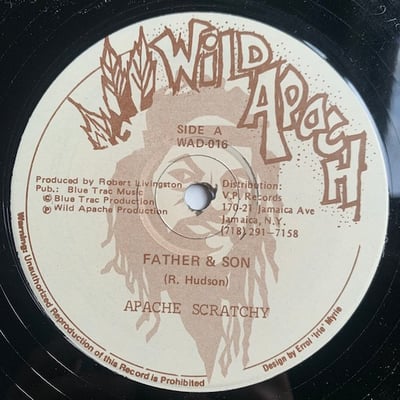 WILD APACH
SIDE A
WAD-016
Produced by Robert Livingston
Pub.: Blue Trac Music
© Blue Trac Production
℗ Wild Apache Production
Distribution:
V.P. Records
170-21 Jamaica Ave
Jamaica, N.Y.
(718) 291-7158
FATHER & SON
(R. Hudson)
APACHE SCRATCHY
Warning: Unauthorized Reproduction of this Record is Prohibited
Design by Errol 'Irie' Myrie